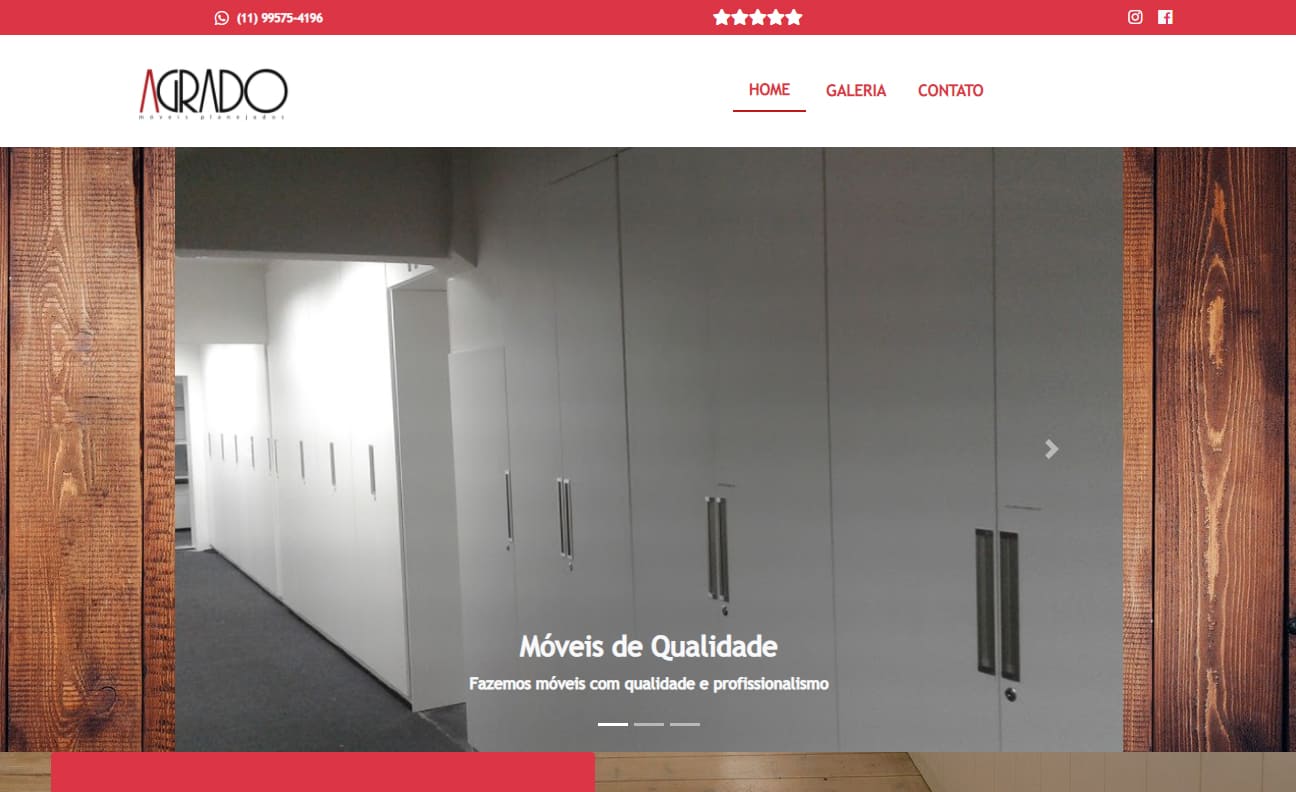 (11) 99575-4196
AGRADO
móveis planejados
HOME
GALERIA
CONTATO
Móveis de Qualidade
Fazemos móveis com qualidade e profissionalismo